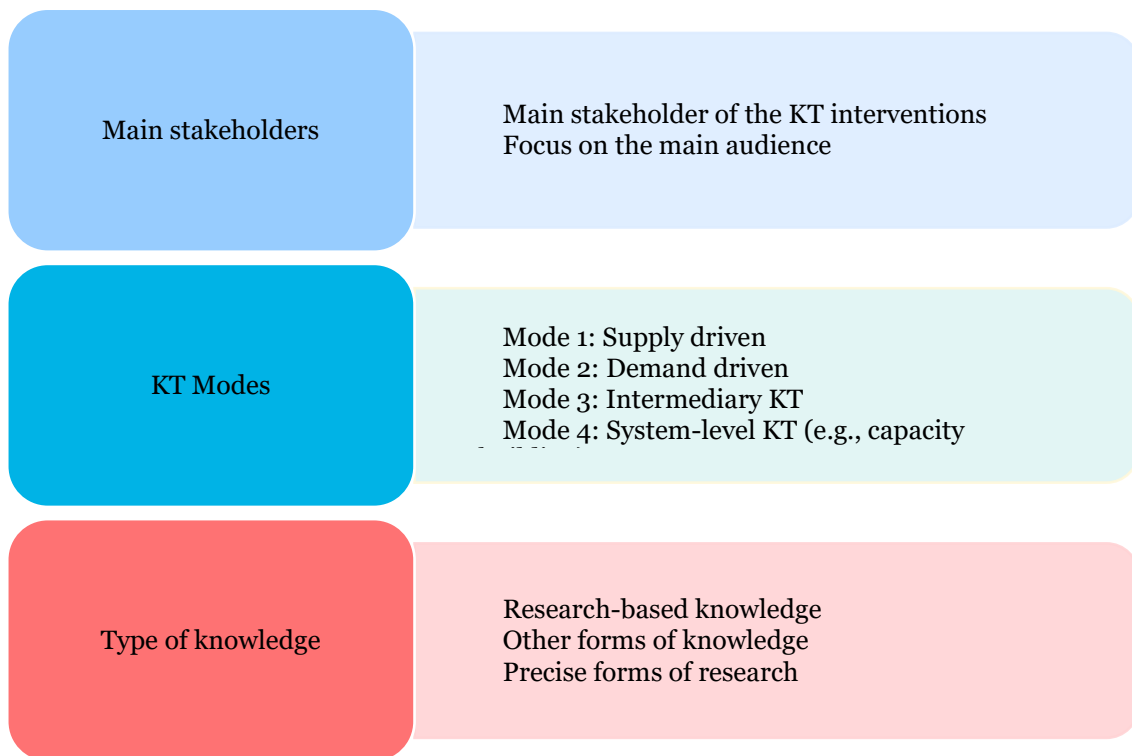 Main stakeholders
Main stakeholder of the KT interventions
Focus on the main audience
KT Modes
Mode 1: Supply driven
Mode 2: Demand driven
Mode 3: Intermediary KT
Mode 4: System-level KT (e.g., capacity
Type of knowledge
Research-based knowledge
Other forms of knowledge
Precise forms of research